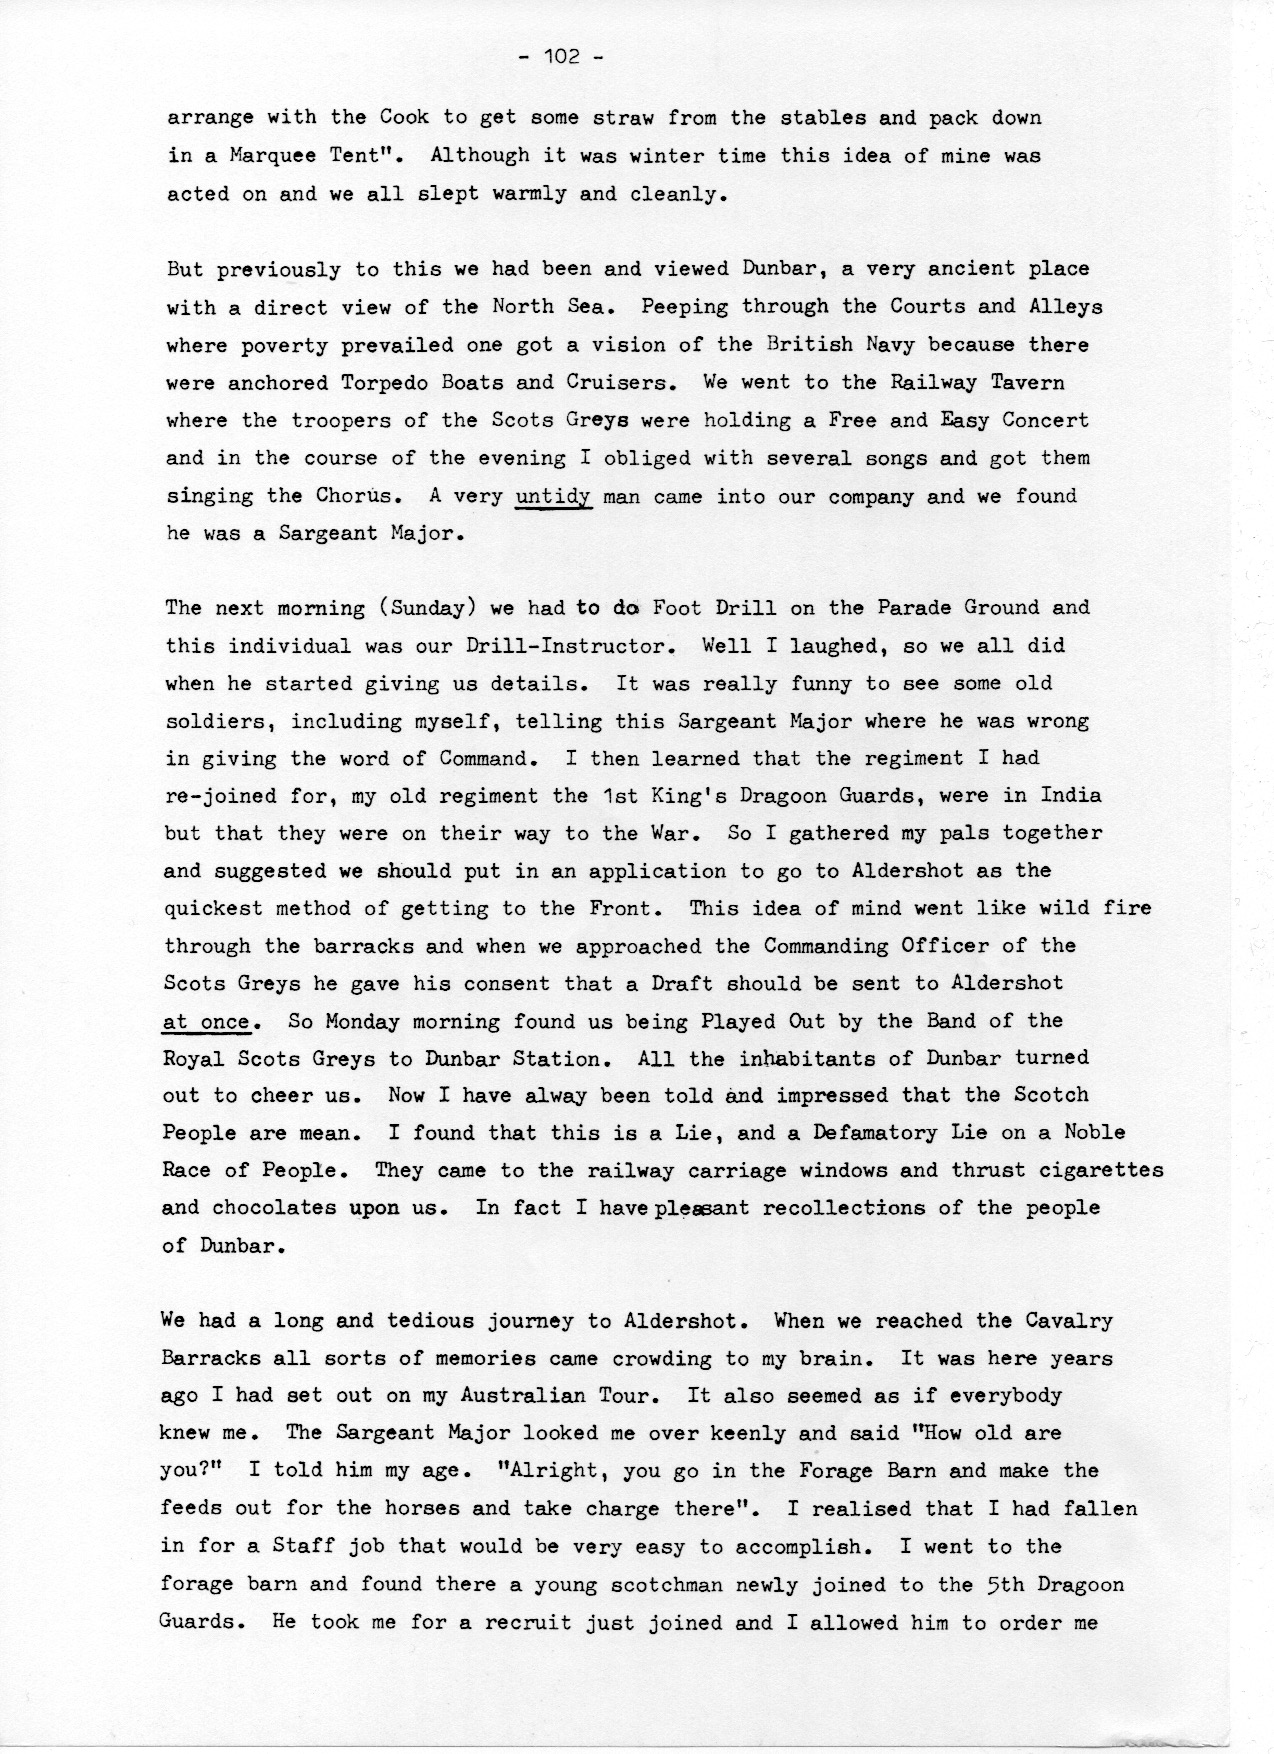 - 102 -
arrange with the Cook to get some straw from the stables and pack down
in a Marquee Tent". Although it was winter time this idea of mine was
acted on and we all slept warmly and cleanly.
But previously to this we had been and viewed Dunbar, a very ancient place
with a direct view of the North Sea. Peeping through the Courts and Alleys
where poverty prevailed one got a vision of the British Navy because there
were anchored Torpedo Boats and Cruisers. We went to the Railway Tavern
where the troopers of the Scots Greys were holding a Free and Easy Concert
and in the course of the evening I obliged with several songs and got them
singing the Chorus. A very untidy man came into our company and we found
he was a Sargeant Major.
The next morning (Sunday) we had to do Foot Drill on the Parade Ground and
this individual was our Drill-Instructor. Well I laughed, so we all did
when he started giving us details. It was really funny to see some old
soldiers, including myself, telling this Sargeant Major where he was wrong
in giving the word of Command. I then learned that the regiment I had
re-joined for, my old regiment the 1st King's Dragoon Guards, were in India
but that they were on their way to the War. So I gathered my pals together
and suggested we should put in an application to go to Aldershot as the
quickest method of getting to the Front. This idea of mind went like wild fire
through the barracks and when we approached the Commanding Officer of the
Scots Greys he gave his consent that a Draft should be sent to Aldershot
at once. So Monday morning found us being Played Out by the Band of the
Royal Scots Greys to Dunbar Station. All the inhabitants of Dunbar turned
out to cheer us. Now I have alway been told and impressed that the Scotch
People are mean. I found that this is a Lie, and a Defamatory Lie on a Noble
Race of People. They came to the railway carriage windows and thrust cigarettes
and chocolates upon us. In fact I have pleasant recollections of the people
of Dunbar.
We had a long and tedious journey to Aldershot. When we reached the Cavalry
Barracks all sorts of memories came crowding to my brain. It was here years
ago I had set out on my Australian Tour. It also seemed as if everybody
knew me. The Sargeant Major looked me over keenly and said "How old are
you?" I told him my age. "Alright, you go in the Forage Barn and make the
feeds out for the horses and take charge there". I realised that I had fallen
in for a Staff job that would be very easy to accomplish. I went to the
forage barn and found there a young scotchman newly joined to the 5th Dragoon
Guards. He took me for a recruit just joined and I allowed him to order me